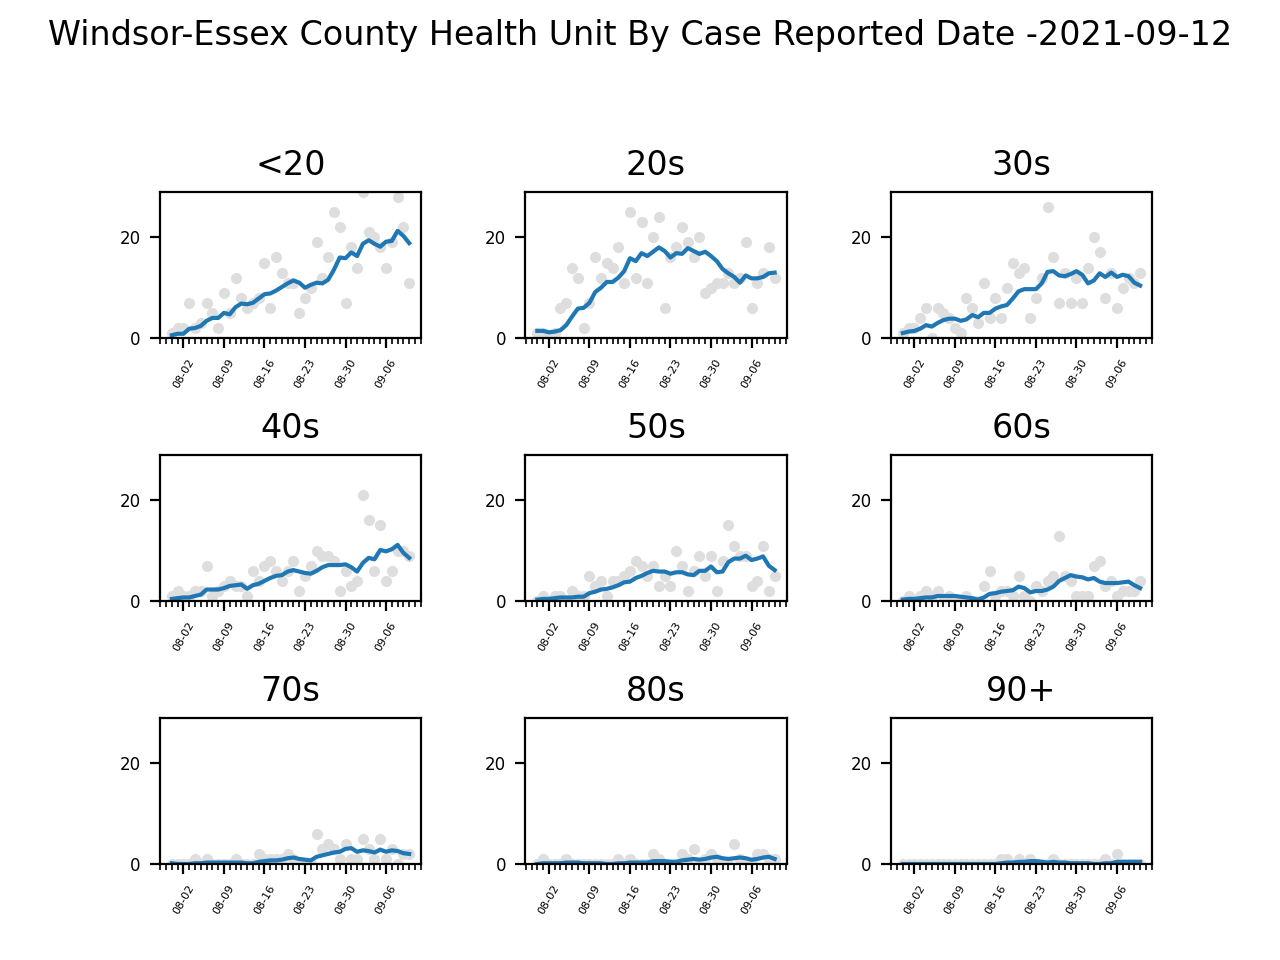 Windsor-Essex County Health Unit By Case Reported Date -2021-09-12
<20 20s 30s
20 20 20
0 0 0
08-02 08-09 08-16 08-23 08-30 09-06 08-02 08-09 08-16 08-23 08-30 09-06 08-02 08-09 08-16 08-23 08-30 09-06
40s 50s 60s
20 20 20
0 0 0
08-02 08-09 08-16 08-23 08-30 09-06 08-02 08-09 08-16 08-23 08-30 09-06 08-02 08-09 08-16 08-23 08-30 09-06
70s 80s 90+
20 20 20
0 0 0
08-02 08-09 08-16 08-23 08-30 09-06 08-02 08-09 08-16 08-23 08-30 09-06 08-02 08-09 08-16 08-23 08-30 09-06